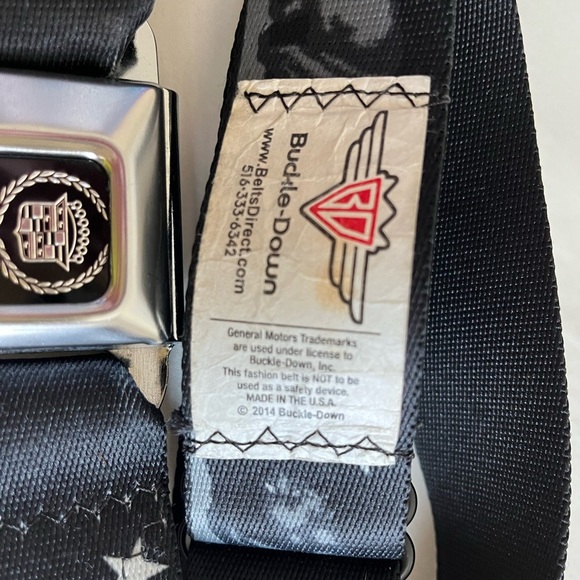 BD
Buckle-Down
www.BeltsDirect.com
516-333-6342
General Motors Trademarks
are used under license to
Buckle-Down, Inc.
This fashion belt is NOT to be
used as a safety device.
MADE IN THE U.S.A.
© 2014 Buckle-Down